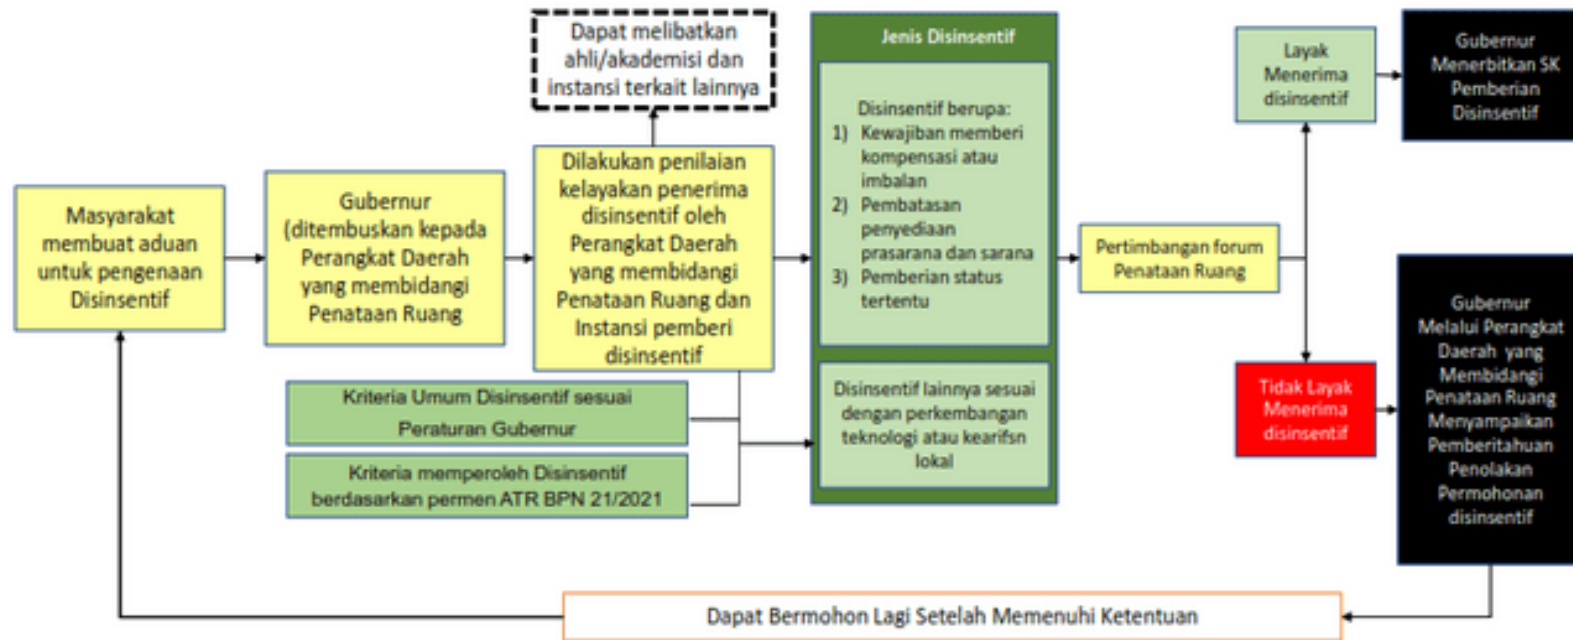 Masyarakat
membuat aduan
untuk pengenaan
Disinsentif
Gubernur
(ditembuskan kepada
Perangkat Daerah
yang membidangi
Penataan Ruang
Dapat melibatkan
ahli/akademisi dan
instansi terkait lainnya
Dilakukan penilaian
kelayakan penerima
disinsentif oleh
Perangkat Daerah
yang membidangi
Penataan Ruang dan
Instansi pemberi
disinsentif
Kriteria Umum Disinsentif sesuai
Peraturan Gubernur
Kriteria memperoleh Disinsentif
berdasarkan permen ATR BPN 21/2021
Jenis Disinsentif
Disinsentif berupa:
1) Kewajiban memberi
kompensasi atau
imbalan
2) Pembatasan
penyediaan
prasarana dan sarana
3) Pemberian status
tertentu
Disinsentif lainnya sesuai
dengan perkembangan
teknologi atau kearifsn
lokal
Pertimbangan forum
Penataan Ruang
Layak
Menerima
disinsentif
Gubernur
Menerbitkan SK
Pemberian
Disinsentif
Tidak Layak
Menerima
disinsentif
Gubernur
Melalui Perangkat
Daerah yang
Membidangi
Penataan Ruang
Menyampaikan
Pemberitahuan
Penolakan
Permohonan
disinsentif
Dapat Bermohon Lagi Setelah Memenuhi Ketentuan